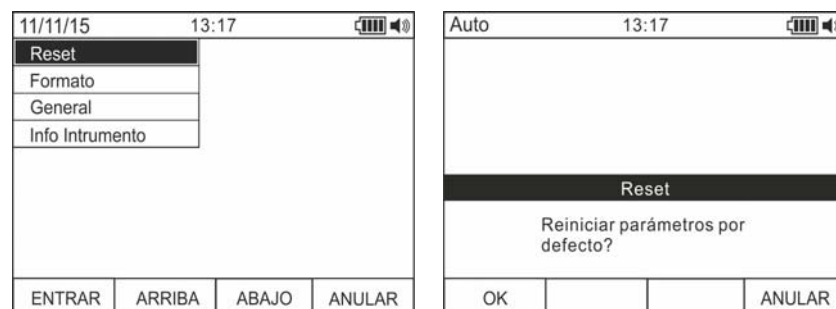 11/11/15 13:17
Reset
Formato
General
Info Intrumento
ENTRAR ARRIBA ABAJO ANULAR
Auto 13:17
Reset
Reiniciar parámetros por
defecto?
OK ANULAR